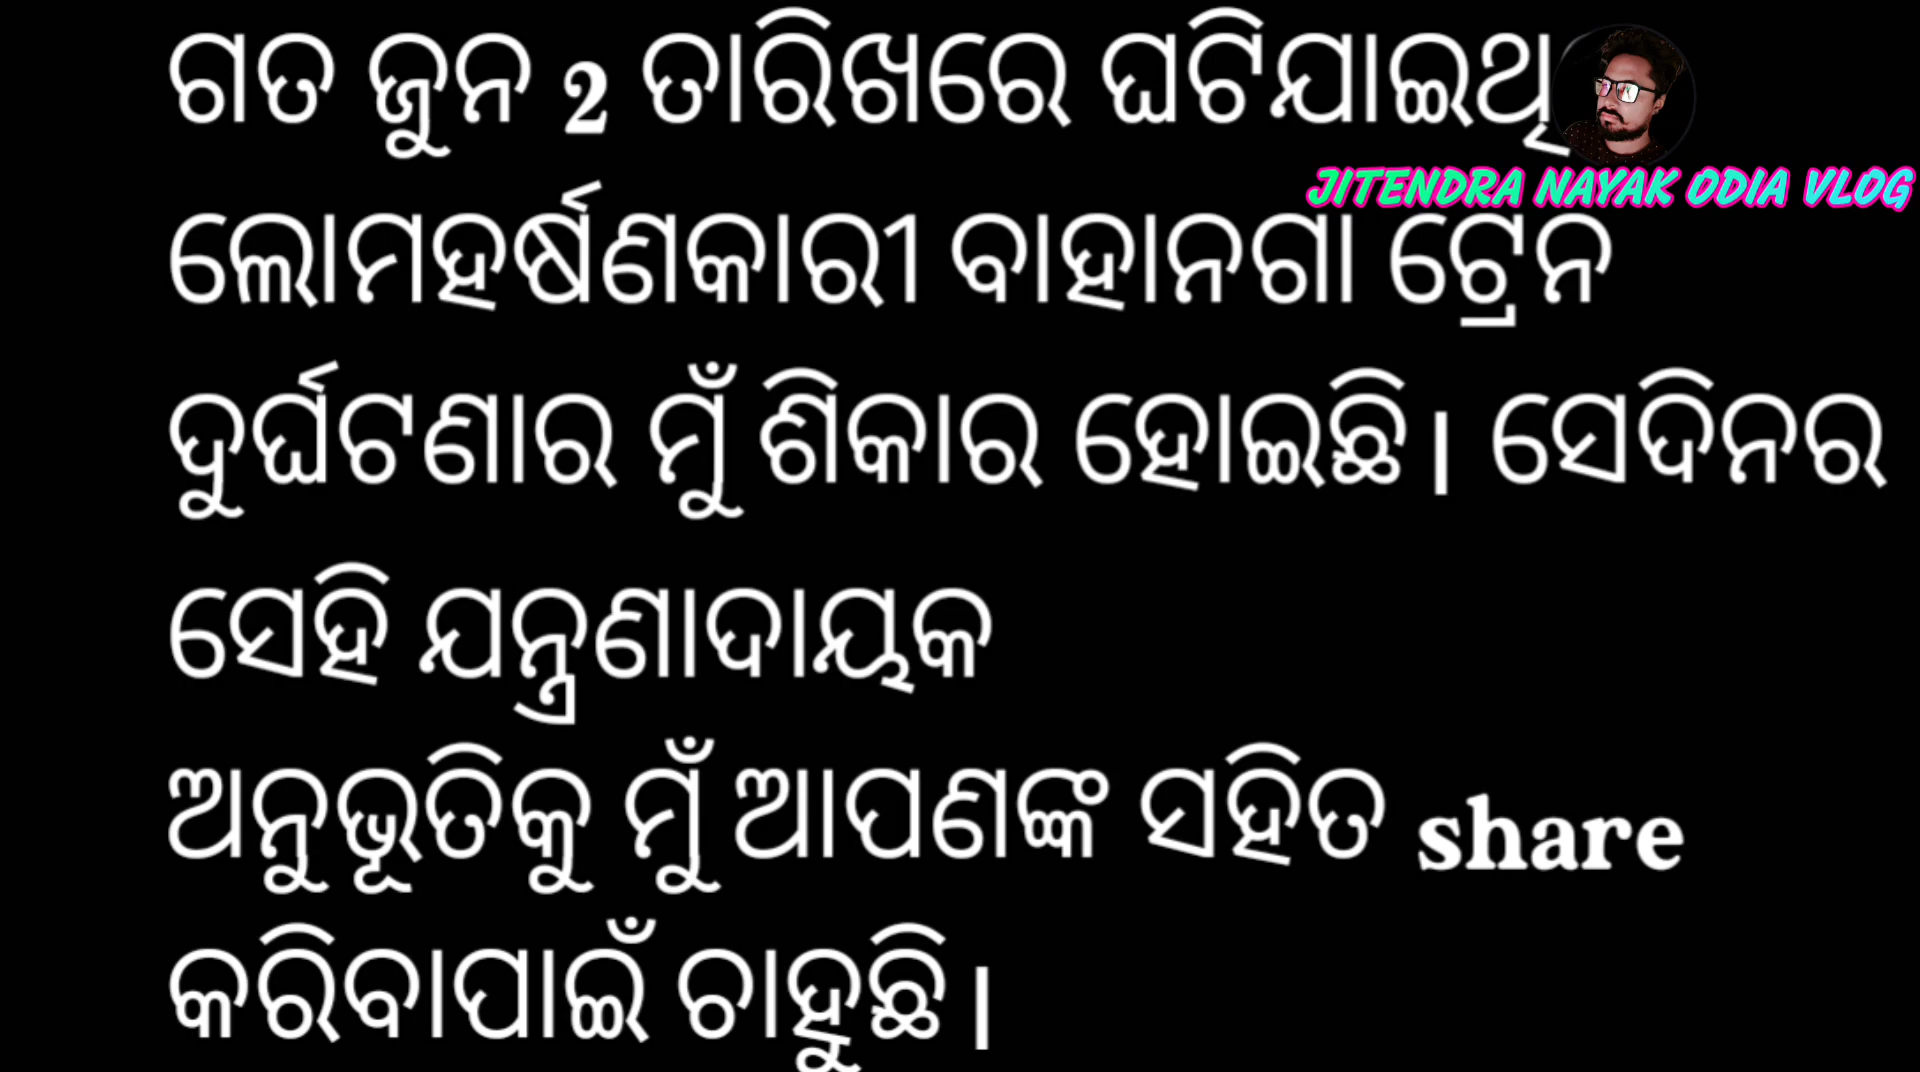 ଗତ ଜୁନ 2 ତାରିଖରେ ଘଟିଯାଇଥି
JITENDRA NAYAK ODIA VLOG
ଲୋମହର୍ଷଣକାରୀ ବାହାନଗା ଟ୍ରେନ
ଦୁର୍ଘଟଣାର ମୁଁ ଶିକାର ହୋଇଛି । ସେଦିନର
ସେହି ଯନ୍ତ୍ରଣାଦାୟକ
ଅନୁଭୂତିକୁ ମୁଁ ଆପଣଙ୍କ ସହିତ share
କରିବାପାଇଁ ଚାହୁଛି ।